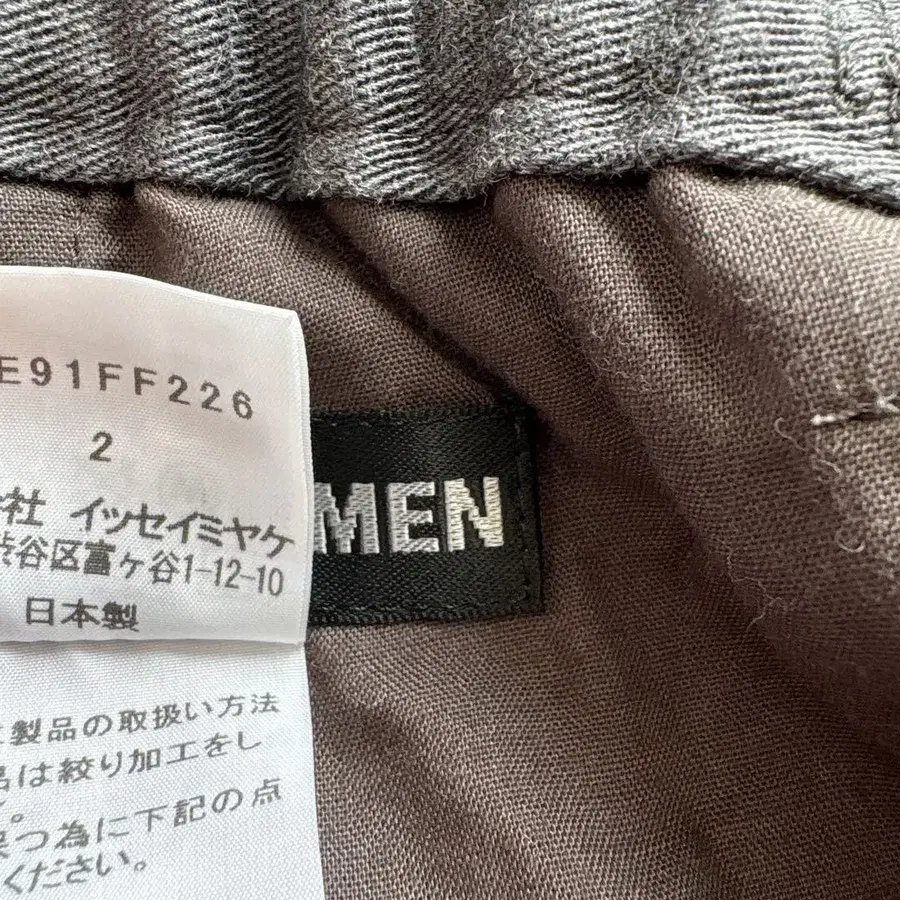 E91FF226
2
社 イッセイミヤケ
渋谷区富ヶ谷1-12-10
日本製
MEN
製品の取扱い方法
品は絞り加工をし
。
つ為に下記の点
ください。